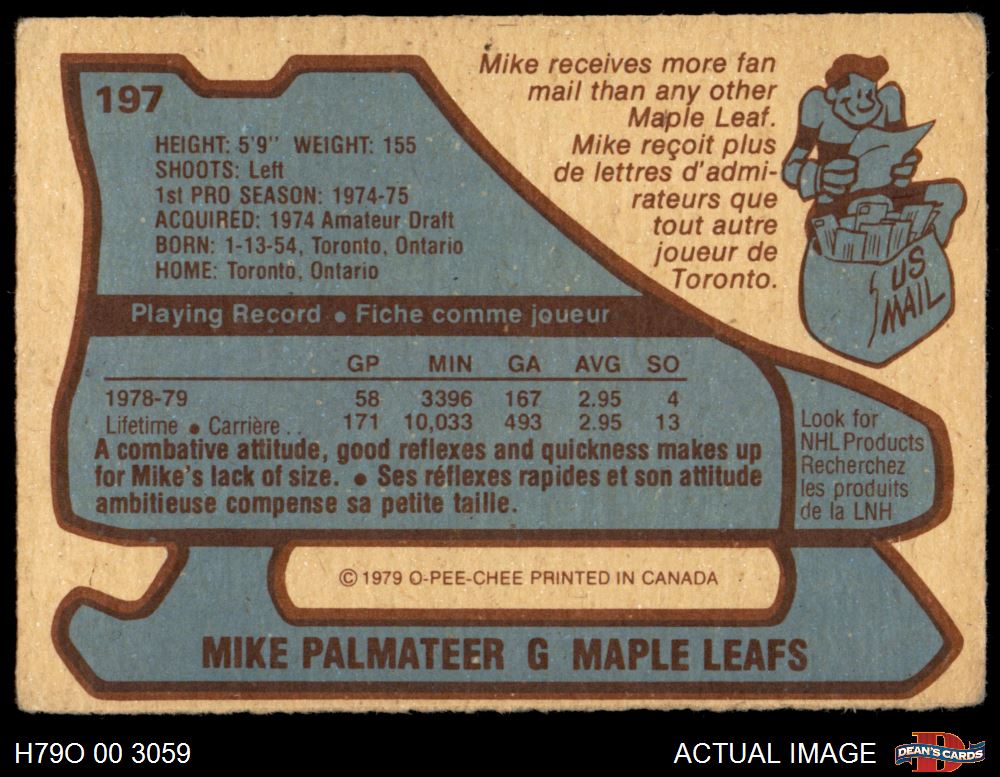 197
HEIGHT: 5'9" WEIGHT: 155
SHOOTS: Left
1st PRO SEASON: 1974-75
ACQUIRED: 1974 Amateur Draft
BORN: 1-13-54, Toronto, Ontario
HOME: Toronto, Ontario
Mike receives more fan
mail than any other
Maple Leaf.
Mike reçoit plus
de lettres d'admi-
rateurs que
tout autre
joueur de
Toronto.
US
MAIL
Playing Record • Fiche comme joueur
GP MIN GA AVG SO
1978-79 58 3396 167 2.95 4
Lifetime • Carrière . . 171 10,033 493 2.95 13
A combative attitude, good reflexes and quickness makes up
for Mike's lack of size. • Ses réflexes rapides et son attitude
ambitieuse compense sa petite taille.
Look for
NHL Products
Recherchez
les produits
de la LNH
© 1979 O-PEE-CHEE PRINTED IN CANADA
MIKE PALMATEER G MAPLE LEAFS
H79O 00 3059
ACTUAL IMAGE
D
DEAN'S CARDS